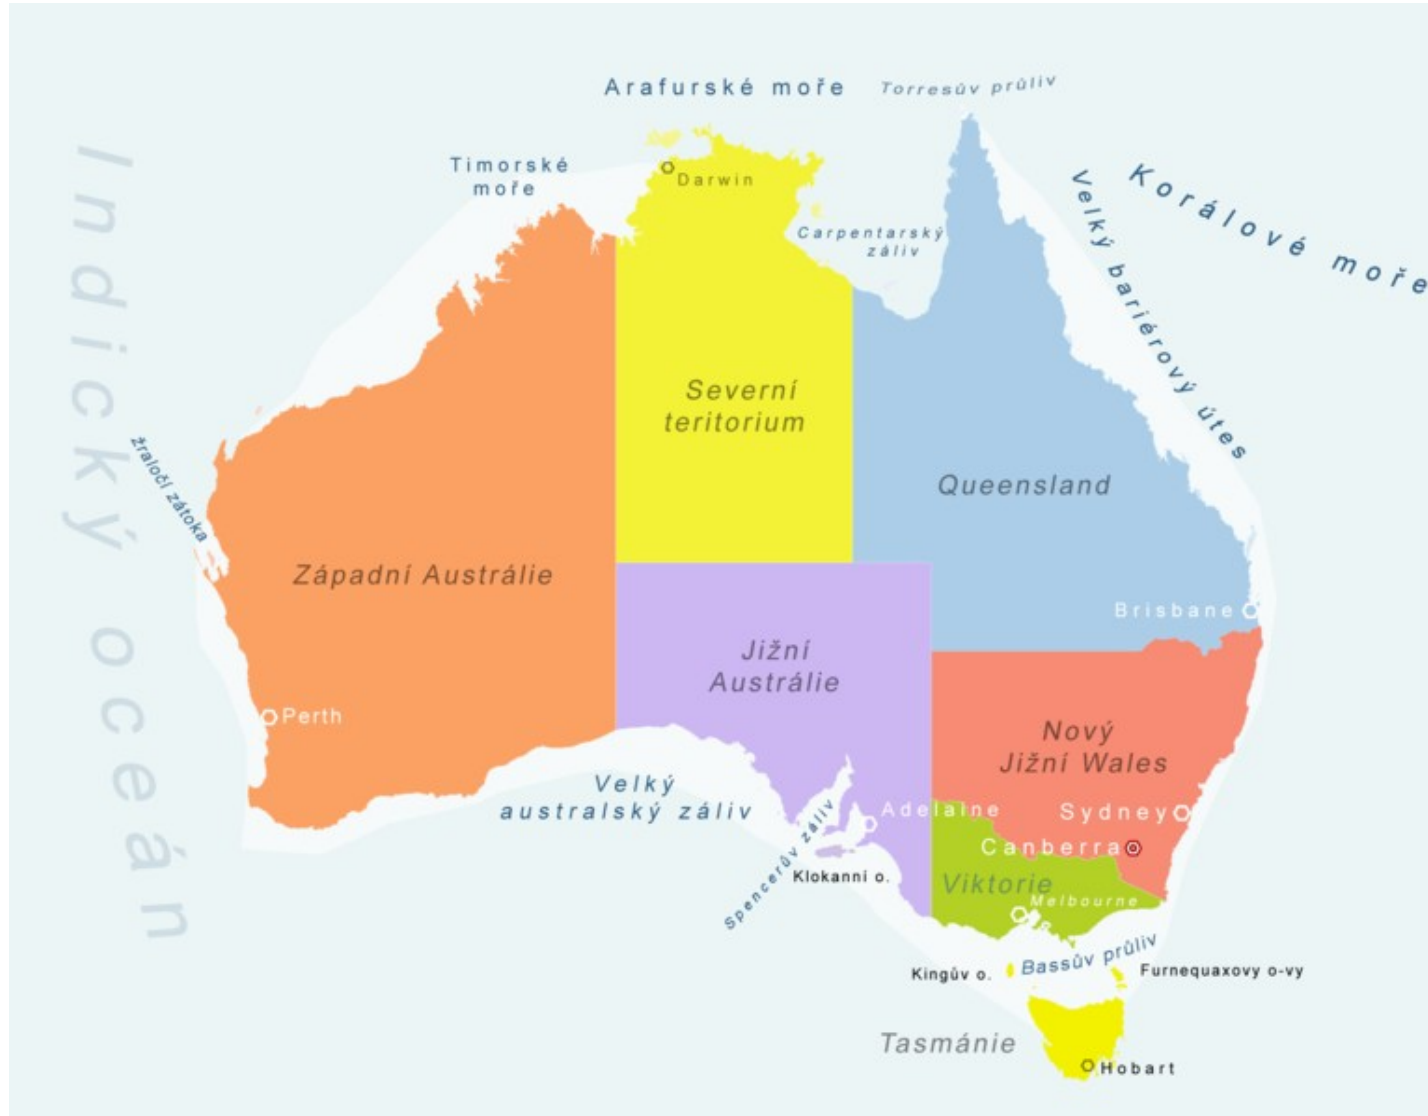 Arafurské moře
Torresův průliv
Timorské
moře
Darwin
Korálové moře
Velký bariérový útes
Carpentarský
záliv
Indický oceán
Severní
teritorium
Queensland
žraločí zátoka
Západní Austrálie
Brisbane
Jižní
Austrálie
Perth
Nový
Jižní Wales
Velký
australský záliv
Adelaine
Sydney
Spencerův záliv
Canberra
Klokanní o.
Viktorie
Melbourne
Bassův průliv
Kingův o.
Furnequaxovy o-vy
Tasmánie
Hobart